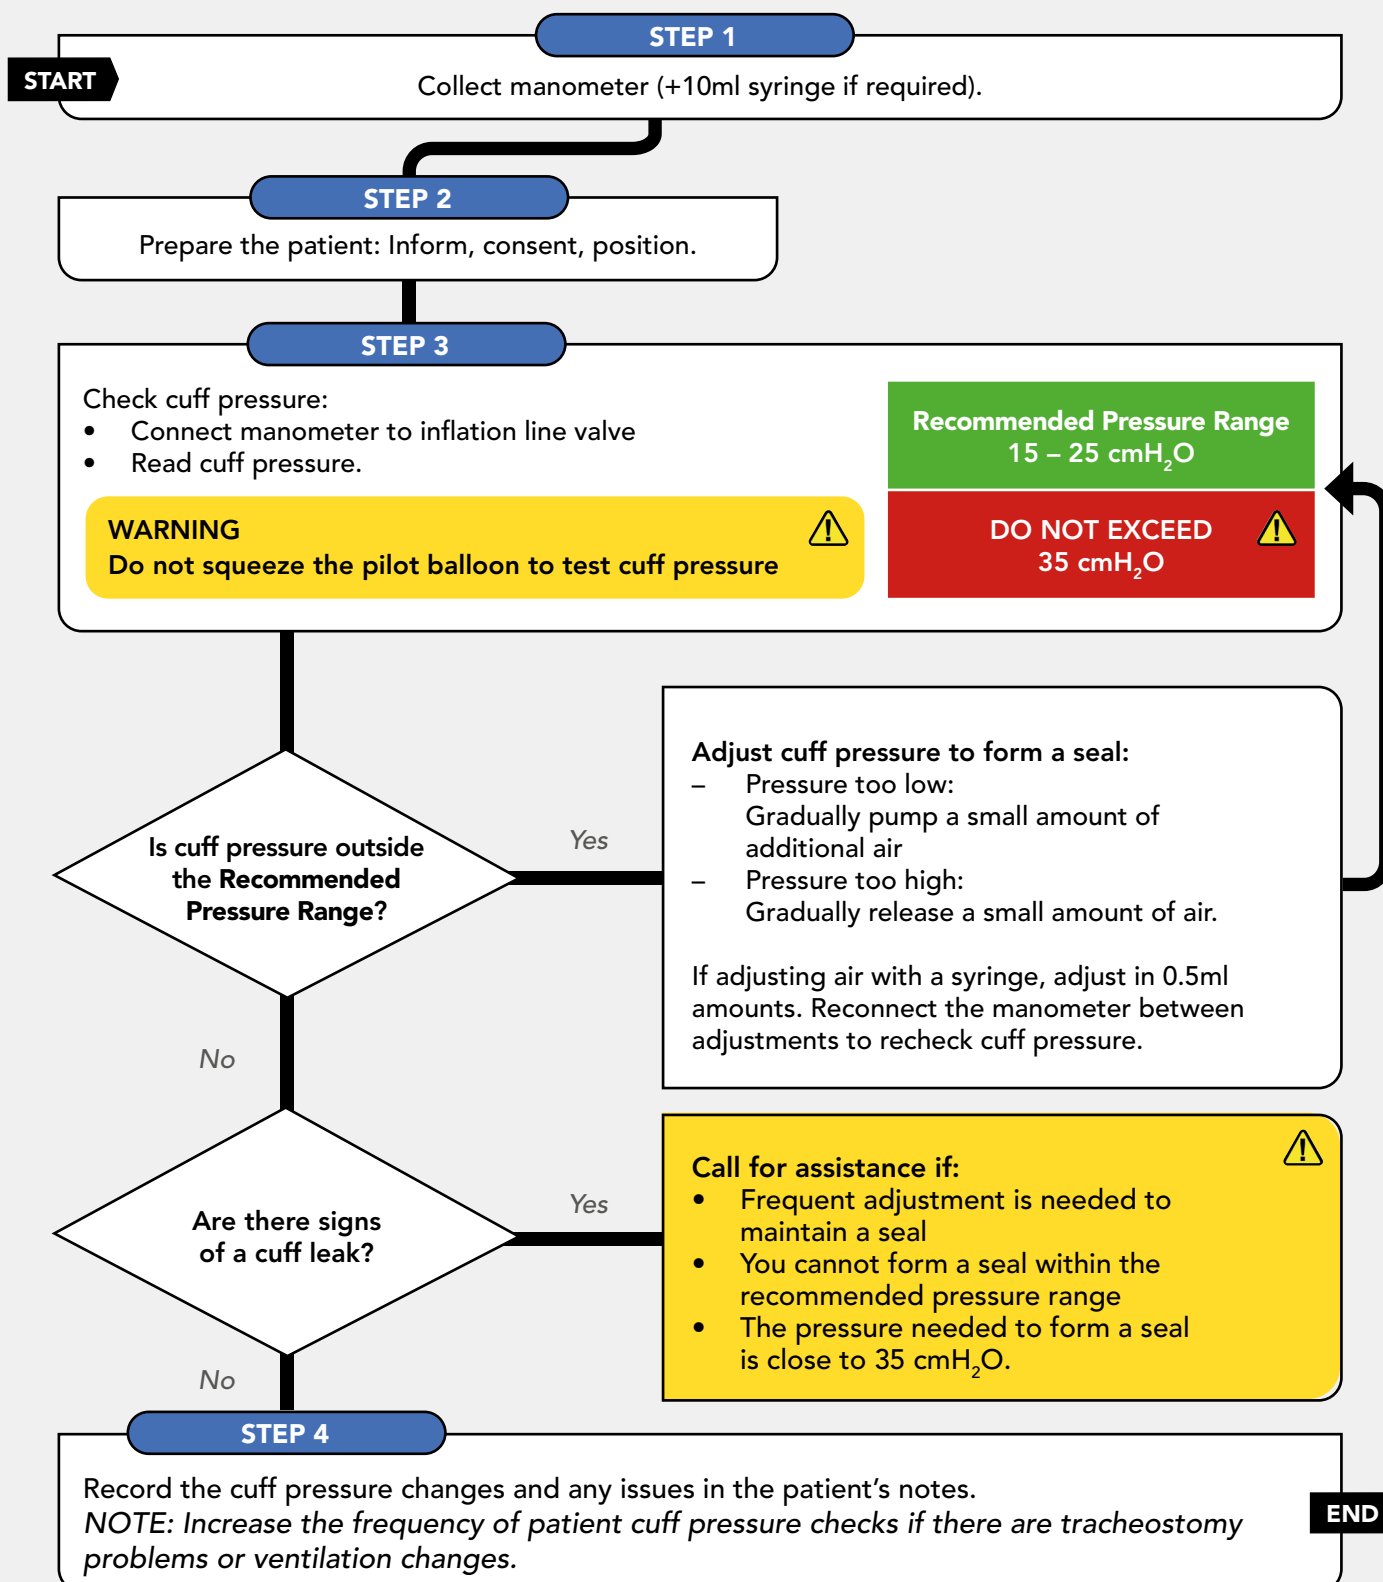 STEP 1
START
Collect manometer (+10ml syringe if required).
STEP 2
Prepare the patient: Inform, consent, position.
STEP 3
Check cuff pressure:
• Connect manometer to inflation line valve
• Read cuff pressure.
WARNING
Do not squeeze the pilot balloon to test cuff pressure
Recommended Pressure Range
15 – 25 cmH₂O
DO NOT EXCEED
35 cmH₂O
Is cuff pressure outside
the Recommended
Pressure Range?
Yes
Adjust cuff pressure to form a seal:
– Pressure too low:
Gradually pump a small amount of
additional air
– Pressure too high:
Gradually release a small amount of air.
If adjusting air with a syringe, adjust in 0.5ml
amounts. Reconnect the manometer between
adjustments to recheck cuff pressure.
No
Are there signs
of a cuff leak?
Yes
Call for assistance if:
• Frequent adjustment is needed to
maintain a seal
• You cannot form a seal within the
recommended pressure range
• The pressure needed to form a seal
is close to 35 cmH₂O.
No
STEP 4
Record the cuff pressure changes and any issues in the patient's notes.
NOTE: Increase the frequency of patient cuff pressure checks if there are tracheostomy
problems or ventilation changes.
END